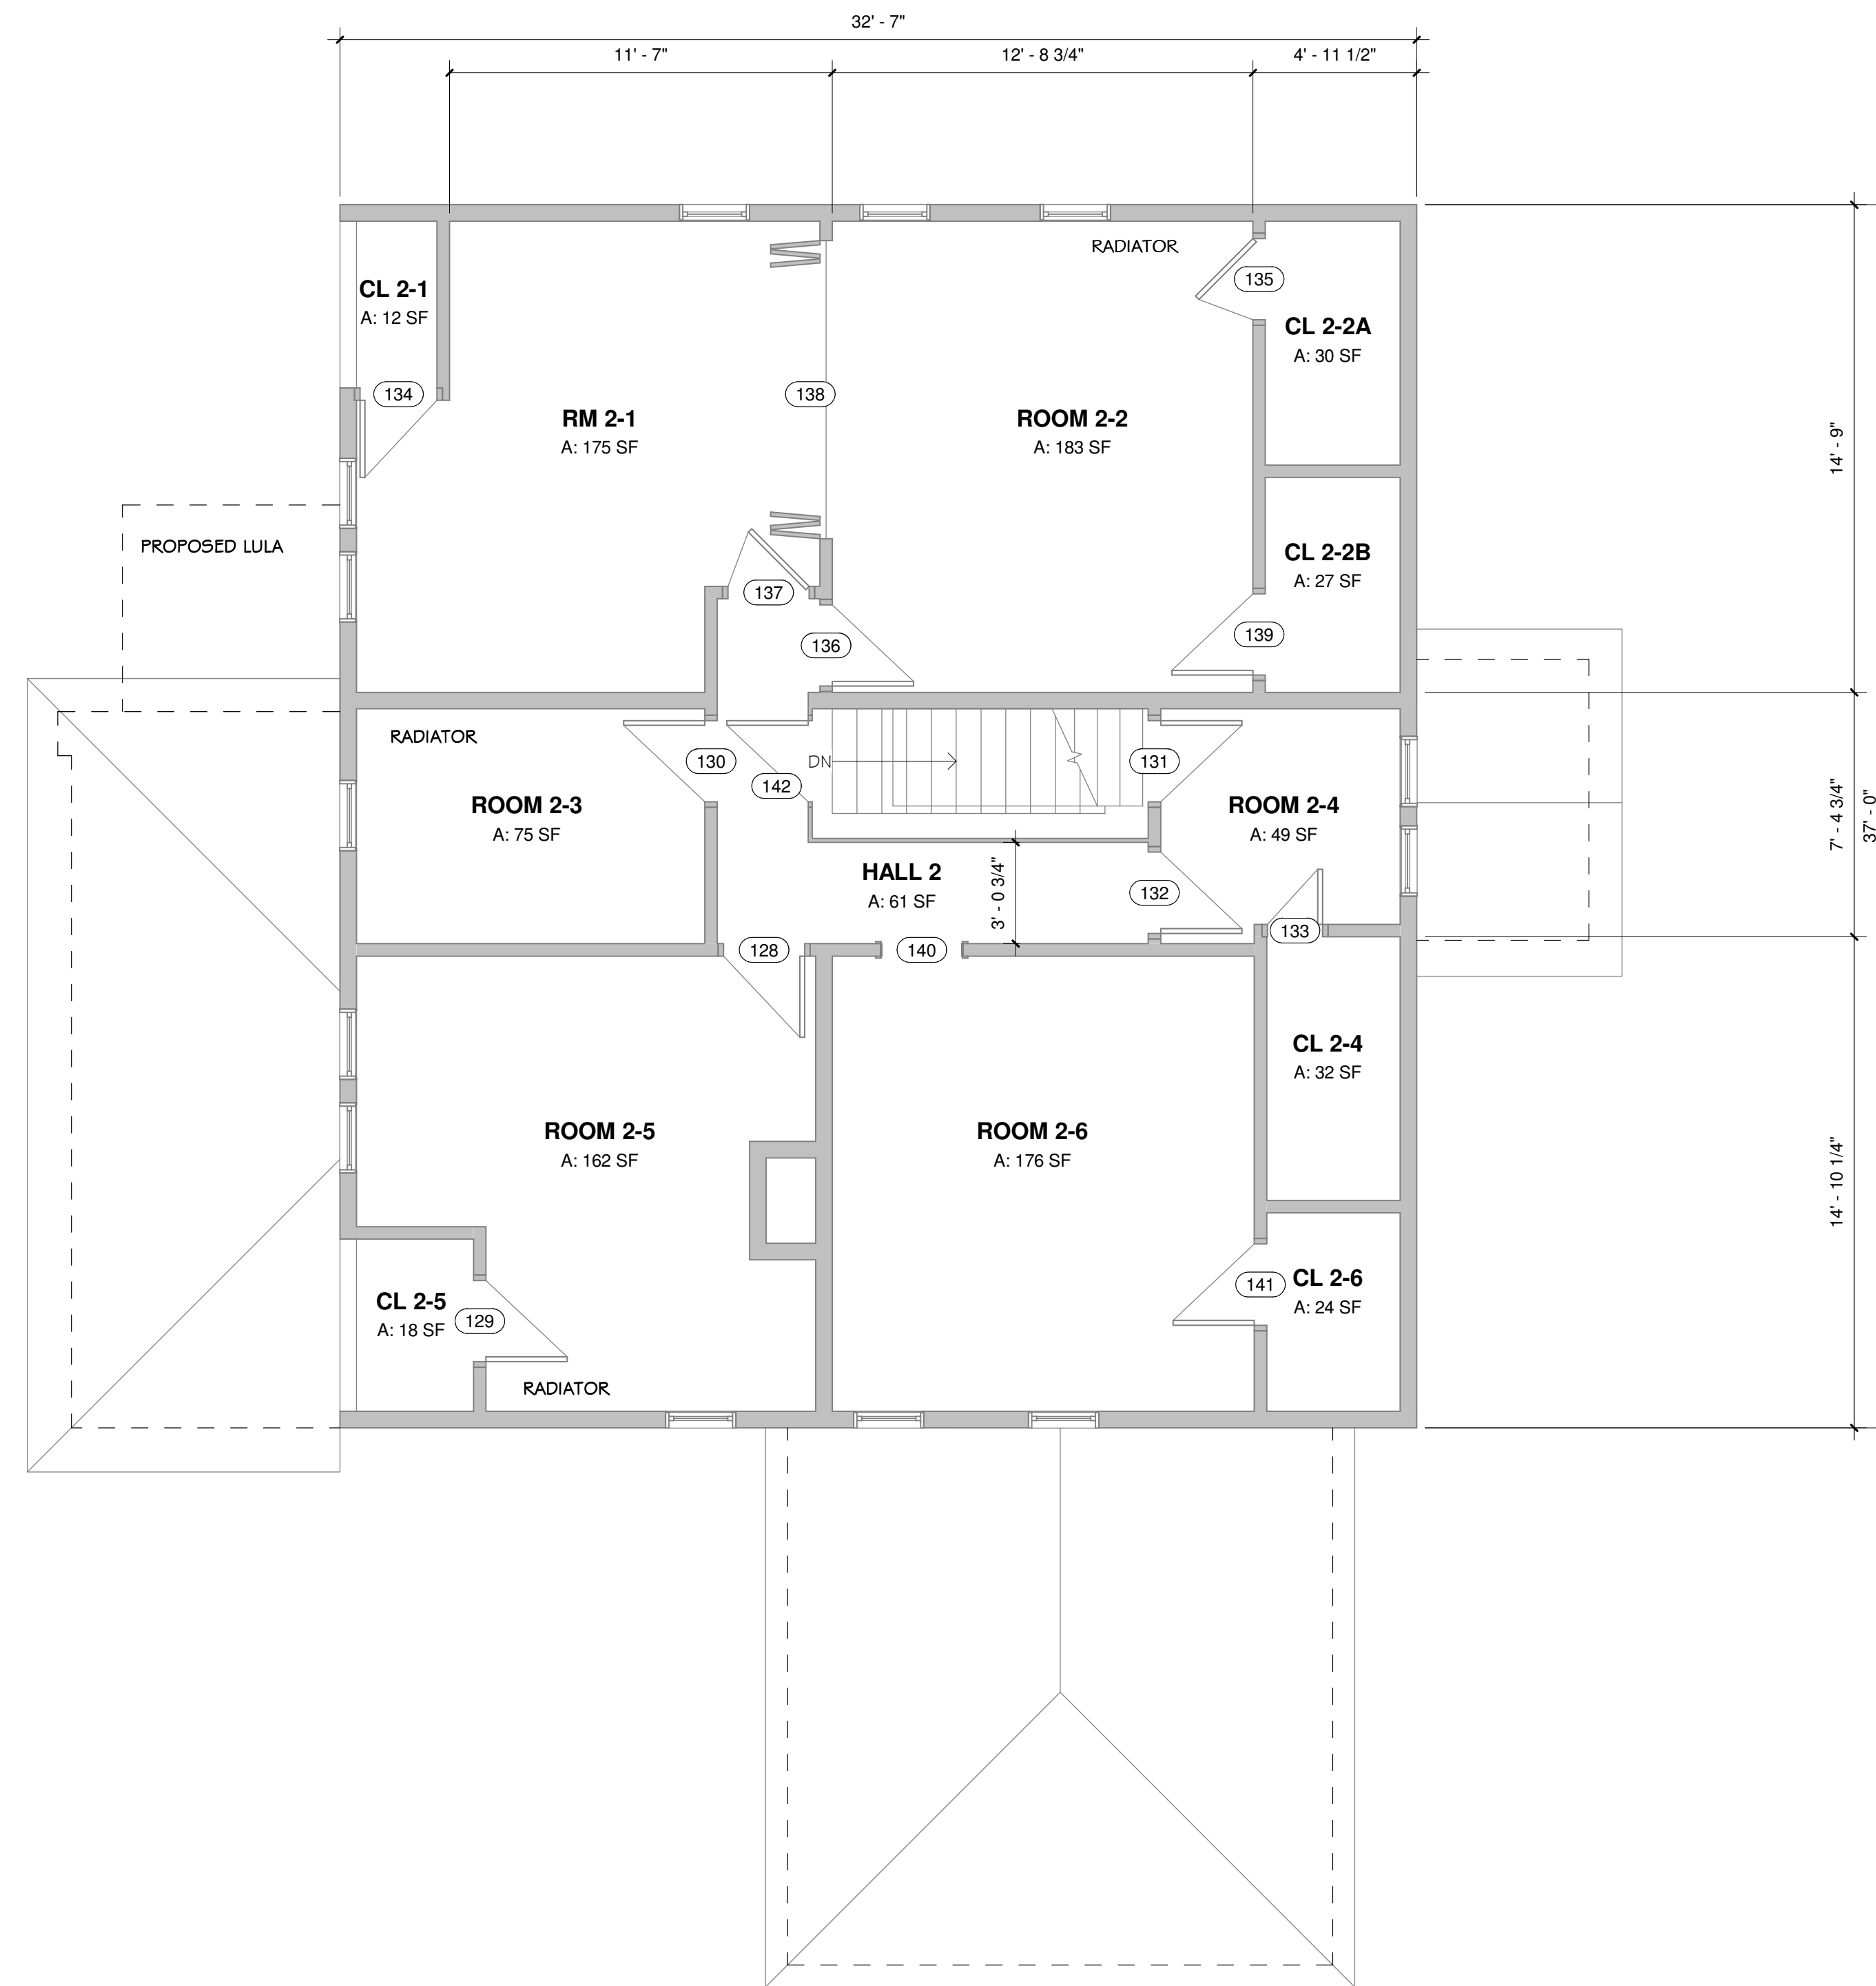 32' - 7"
11' - 7"
12' - 8 3/4"
4' - 11 1/2"
RADIATOR
135
CL 2-1
A: 12 SF
CL 2-2A
A: 30 SF
134
138
RM 2-1
A: 175 SF
ROOM 2-2
A: 183 SF
14' - 9"
PROPOSED LULA
CL 2-2B
A: 27 SF
137
136
139
RADIATOR
130
142
DN
131
ROOM 2-3
A: 75 SF
ROOM 2-4
A: 49 SF
7' - 4 3/4"
37' - 0"
HALL 2
A: 61 SF
3' - 0 3/4"
132
133
128
140
CL 2-4
A: 32 SF
ROOM 2-5
A: 162 SF
ROOM 2-6
A: 176 SF
14' - 10 1/4"
CL 2-5
A: 18 SF
129
141
CL 2-6
A: 24 SF
RADIATOR